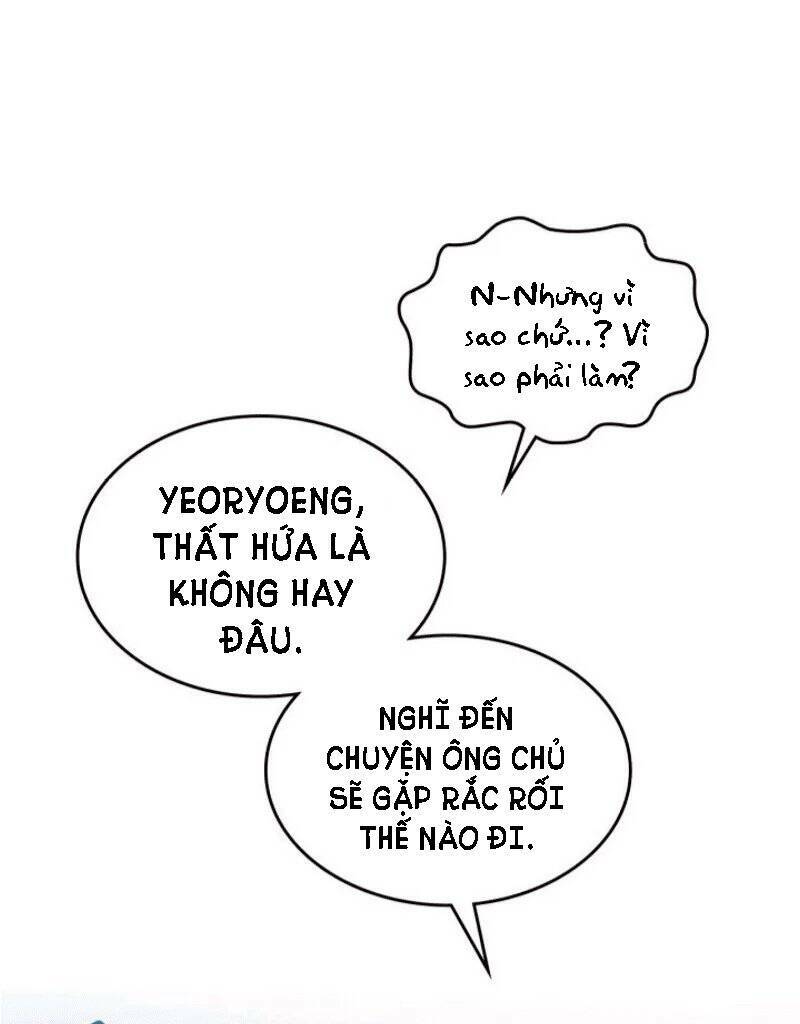 N-Nhưng vì
sao chứ...? Vì
sao phải làm?
YEORYOENG,
THẤT HỨA LÀ
KHÔNG HAY
ĐÂU.
NGHĨ ĐẾN
CHUYỆN ÔNG CHỦ
SẼ GẶP RẮC RỐI
THẾ NÀO ĐI.